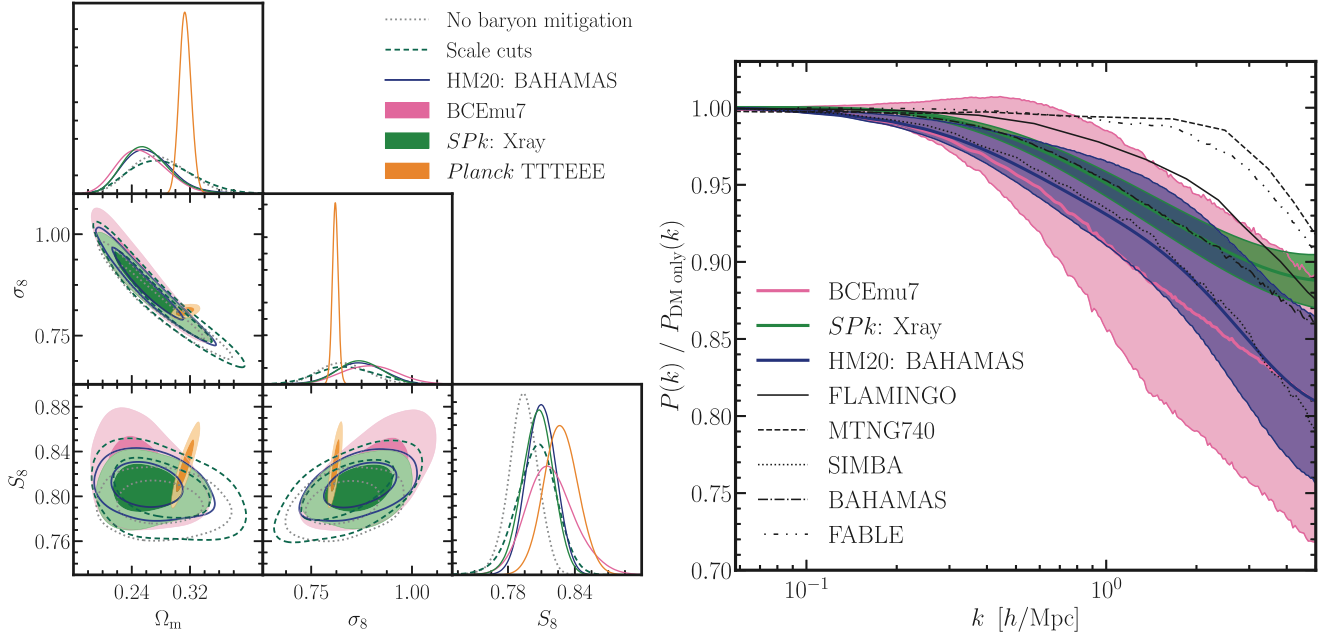 No baryon mitigation
Scale cuts
HM20: BAHAMAS
BCEmu7
SPk: Xray
Planck TTTEEE
1.00
0.75
σ₈
0.88
0.84
0.80
0.76
S₈
0.24 0.32
Ωₘ
0.75 1.00
σ₈
0.78 0.84
S₈
1.00
0.95
0.90
0.85
0.80
0.75
0.70
P(k) / P_DM only(k)
BCEmu7
SPk: Xray
HM20: BAHAMAS
FLAMINGO
MTNG740
SIMBA
BAHAMAS
FABLE
10⁻¹ 10⁰
k [h/Mpc]